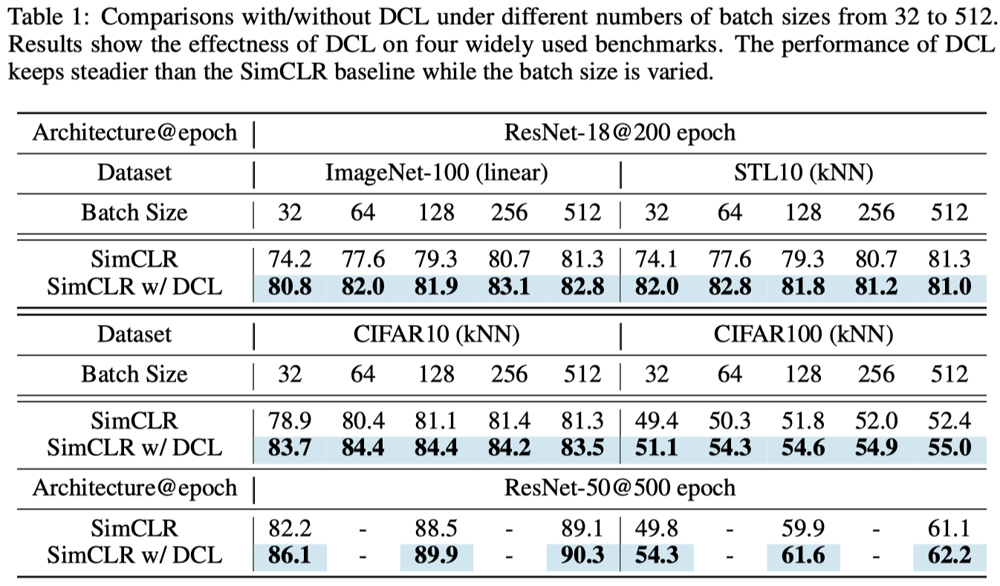 Table 1: Comparisons with/without DCL under different numbers of batch sizes from 32 to 512.
Results show the effectness of DCL on four widely used benchmarks. The performance of DCL
keeps steadier than the SimCLR baseline while the batch size is varied.
Architecture@epoch | ResNet-18@200 epoch
Dataset | ImageNet-100 (linear) | STL10 (kNN)
Batch Size | 32 64 128 256 512 | 32 64 128 256 512
SimCLR | 74.2 77.6 79.3 80.7 81.3 | 74.1 77.6 79.3 80.7 81.3
SimCLR w/ DCL | 80.8 82.0 81.9 83.1 82.8 | 82.0 82.8 81.8 81.2 81.0
Dataset | CIFAR10 (kNN) | CIFAR100 (kNN)
Batch Size | 32 64 128 256 512 | 32 64 128 256 512
SimCLR | 78.9 80.4 81.1 81.4 81.3 | 49.4 50.3 51.8 52.0 52.4
SimCLR w/ DCL | 83.7 84.4 84.4 84.2 83.5 | 51.1 54.3 54.6 54.9 55.0
Architecture@epoch | ResNet-50@500 epoch
SimCLR | 82.2 - 88.5 - 89.1 | 49.8 - 59.9 - 61.1
SimCLR w/ DCL | 86.1 - 89.9 - 90.3 | 54.3 - 61.6 - 62.2